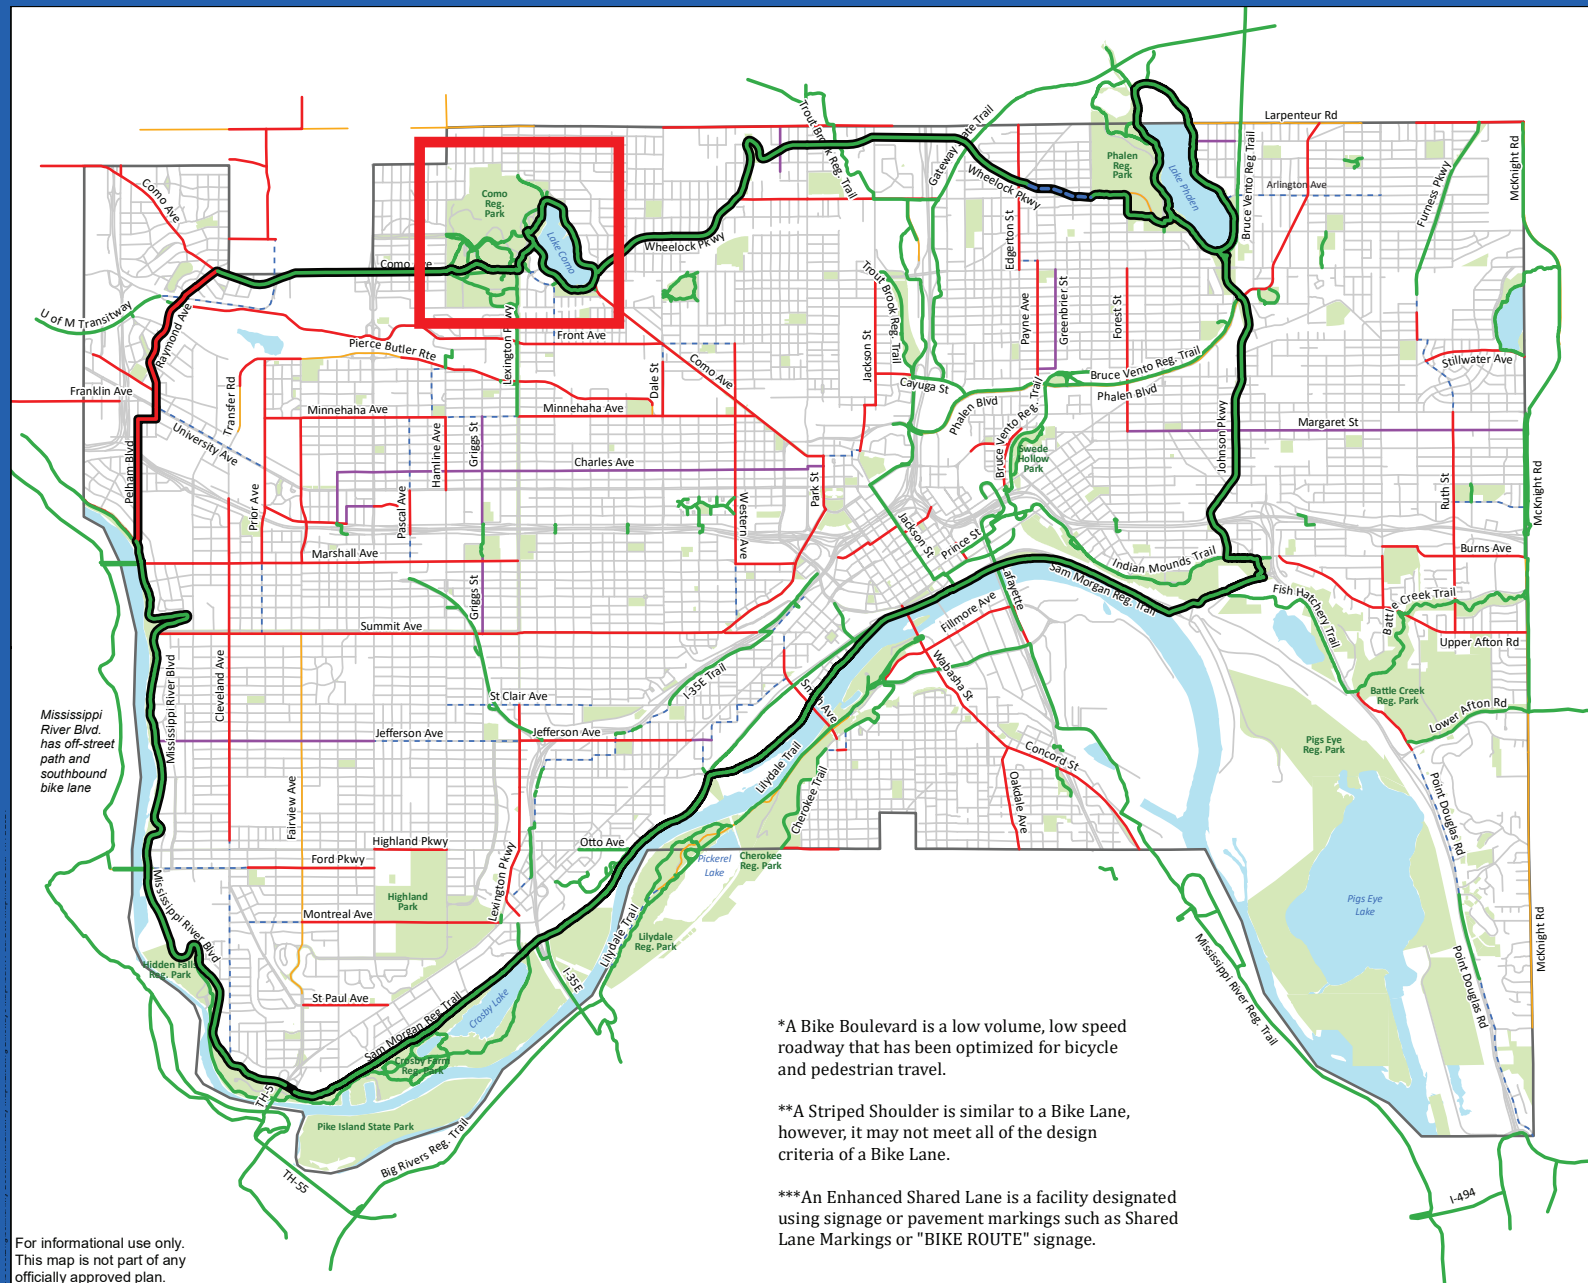 Larpenteur Rd
Trout Brook Reg. Trail
Gateway State Trail
McKnight Rd
Bruce Vento Reg. Trail
Phalen
Reg.
Park
Lake Phalen
Arlington Ave
Furness Pkwy
Como Ave
Como
Reg.
Park
Lake Como
Wheelock Pkwy
Wheelock Pkwy
Edgerton St
Como Ave
U of M Transitway
Raymond Ave
Trout Brook Reg. Trail
Payne Ave
Greenbrier St
Forest St
Jackson St
Lexington Pkwy
Front Ave
Pierce Butler Rte
Como Ave
Dale St
Cayuga St
Bruce Vento Reg. Trail
Phalen Blvd
Phalen Blvd
Stillwater Ave
Franklin Ave
Transfer Rd
Minnehaha Ave
Minnehaha Ave
University Ave
Hamline Ave
Griggs St
Charles Ave
Bruce Vento Reg. Trail
Swede
Hollow
Park
Margaret St
Johnson Pkwy
Pelham Blvd
Prior Ave
Pascal Ave
Park St
Western Ave
Jackson St
Prince St
Ruth St
McKnight Rd
Marshall Ave
Griggs St
Indian Mounds Trail
Burns Ave
Sam Morgan Reg. Trail
Lafayette
Fillmore Ave
Fish Hatchery Trail
Battle Creek Trail
Summit Ave
Upper Afton Rd
Mississippi River Blvd
Cleveland Ave
I-35E Trail
Wabasha St
St Clair Ave
Smith Ave
Battle Creek
Reg. Park
Lower Afton Rd
Mississippi
River Blvd.
has off-street
path and
southbound
bike lane
Jefferson Ave
Jefferson Ave
Concord St
Pigs Eye
Reg. Park
Lilydale Trail
Cherokee Trail
Oakdale Ave
Point Douglas Rd
Fairview Ave
Highland Pkwy
Otto Ave
Ford Pkwy
Pickerel
Lake
Cherokee
Reg. Park
Mississippi River Blvd
Highland
Park
Lexington Pkwy
Montreal Ave
Pigs Eye
Lake
Lilydale Trail
Lilydale
Reg. Park
McKnight Rd
Hidden Falls
Reg. Park
I-35E
Mississippi River Reg. Trail
Point Douglas Rd
St Paul Ave
Crosby Lake
Sam Morgan Reg. Trail
Crosby Farm
Reg. Park
TH-5
Pike Island State Park
Big Rivers Reg. Trail
TH-55
I-494
*A Bike Boulevard is a low volume, low speed
roadway that has been optimized for bicycle
and pedestrian travel.
**A Striped Shoulder is similar to a Bike Lane,
however, it may not meet all of the design
criteria of a Bike Lane.
***An Enhanced Shared Lane is a facility designated
using signage or pavement markings such as Shared
Lane Markings or "BIKE ROUTE" signage.
For informational use only.
This map is not part of any
officially approved plan.